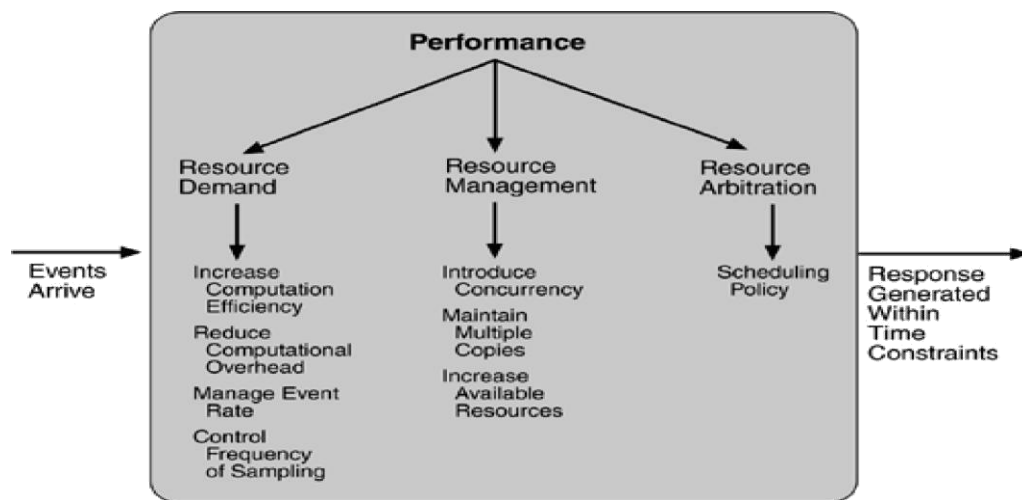 Performance
Resource
Demand
Resource
Management
Resource
Arbitration
Events
Arrive
Increase
Computation
Efficiency
Reduce
Computational
Overhead
Manage Event
Rate
Control
Frequency
of Sampling
Introduce
Concurrency
Maintain
Multiple
Copies
Increase
Available
Resources
Scheduling
Policy
Response
Generated
Within
Time
Constraints